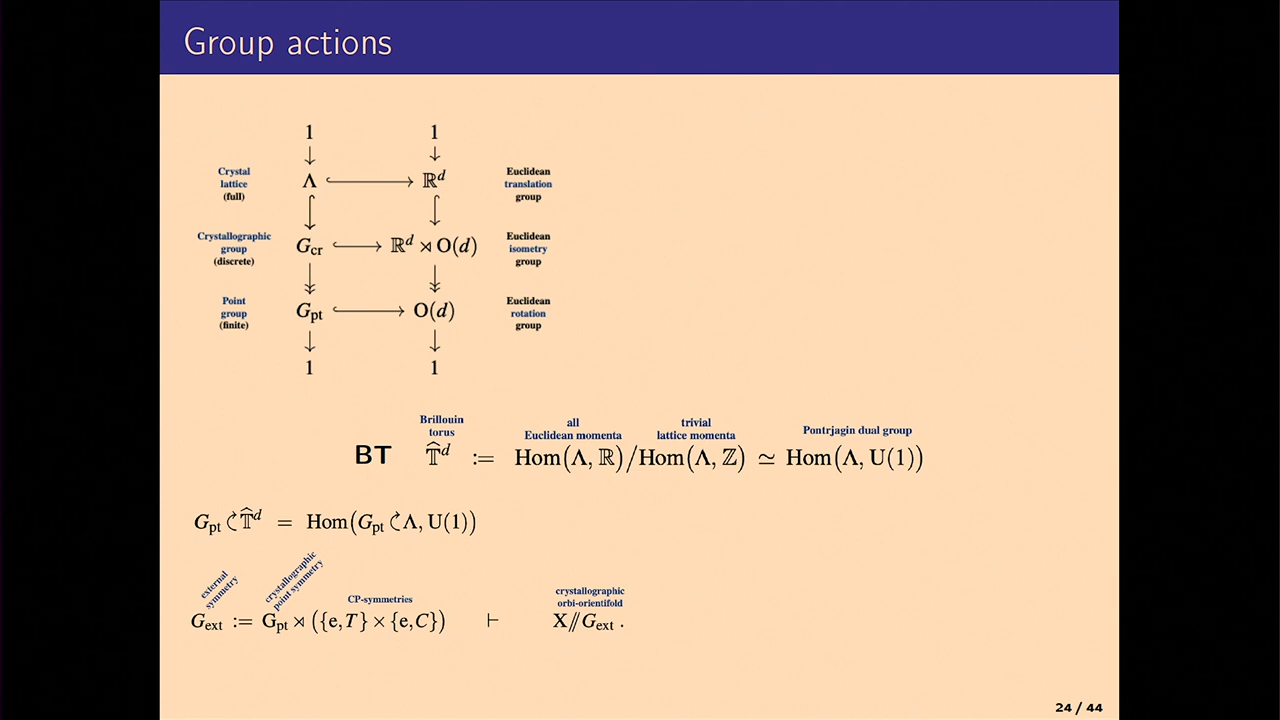 Group actions
1 1
↓ ↓
Crystal lattice (full) Λ ↪ ℝᵈ Euclidean translation group
Crystallographic group (discrete) G_cr ↪ ℝᵈ ⋊ O(d) Euclidean isometry group
Point group (finite) G_pt ↪ O(d) Euclidean rotation group
↓ ↓
1 1
Brillouin torus all Euclidean momenta trivial lattice momenta Pontrjagin dual group
BT 𝕋̂ᵈ := Hom(Λ, ℝ)/Hom(Λ, ℤ) ≃ Hom(Λ, U(1))
G_pt ⤿ 𝕋̂ᵈ = Hom(G_pt ⤿ Λ, U(1))
external symmetry crystallographic point symmetry CP-symmetries crystallographic orbi-orientifold
G_ext := G_pt ⋊ ({e,T} × {e,C}) ⊢ X⫽G_ext .
24 / 44